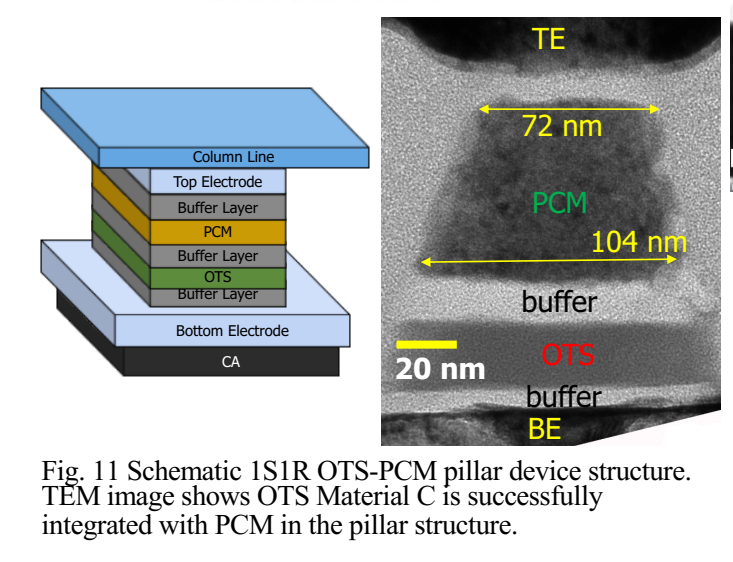 Column Line
Top Electrode
Buffer Layer
PCM
Buffer Layer
OTS
Buffer Layer
Bottom Electrode
CA
TE
72 nm
PCM
104 nm
buffer
OTS
20 nm
buffer
BE
Fig. 11 Schematic 1S1R OTS-PCM pillar device structure.
TEM image shows OTS Material C is successfully
integrated with PCM in the pillar structure.